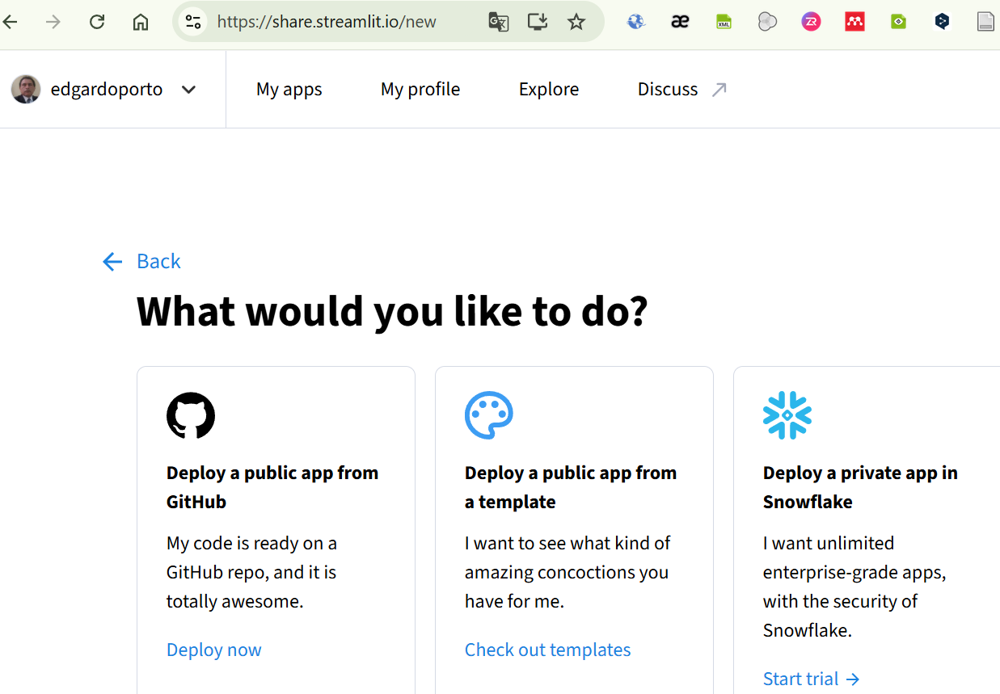 https://share.streamlit.io/new
æ
XML
edgardoporto
My apps
My profile
Explore
Discuss
Back
What would you like to do?
Deploy a public app from
GitHub
My code is ready on a
GitHub repo, and it is
totally awesome.
Deploy now
Deploy a public app from
a template
I want to see what kind of
amazing concoctions you
have for me.
Check out templates
Deploy a private app in
Snowflake
I want unlimited
enterprise-grade apps,
with the security of
Snowflake.
Start trial